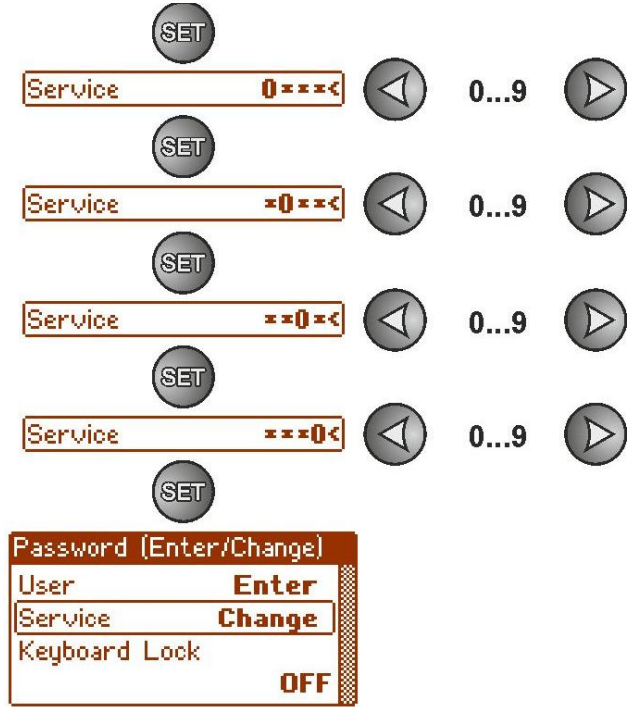 SET
Service 0***< 0...9
SET
Service *0**< 0...9
SET
Service **0*< 0...9
SET
Service ***0< 0...9
SET
Password (Enter/Change)
User Enter
Service Change
Keyboard Lock
OFF